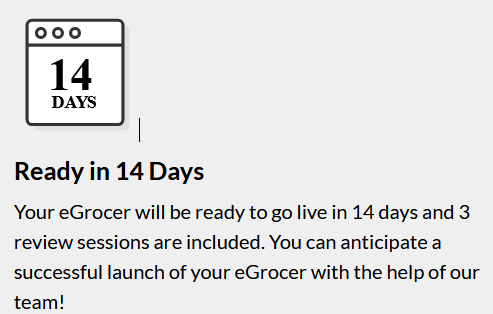 14
DAYS
Ready in 14 Days
Your eGrocer will be ready to go live in 14 days and 3
review sessions are included. You can anticipate a
successful launch of your eGrocer with the help of our
team!